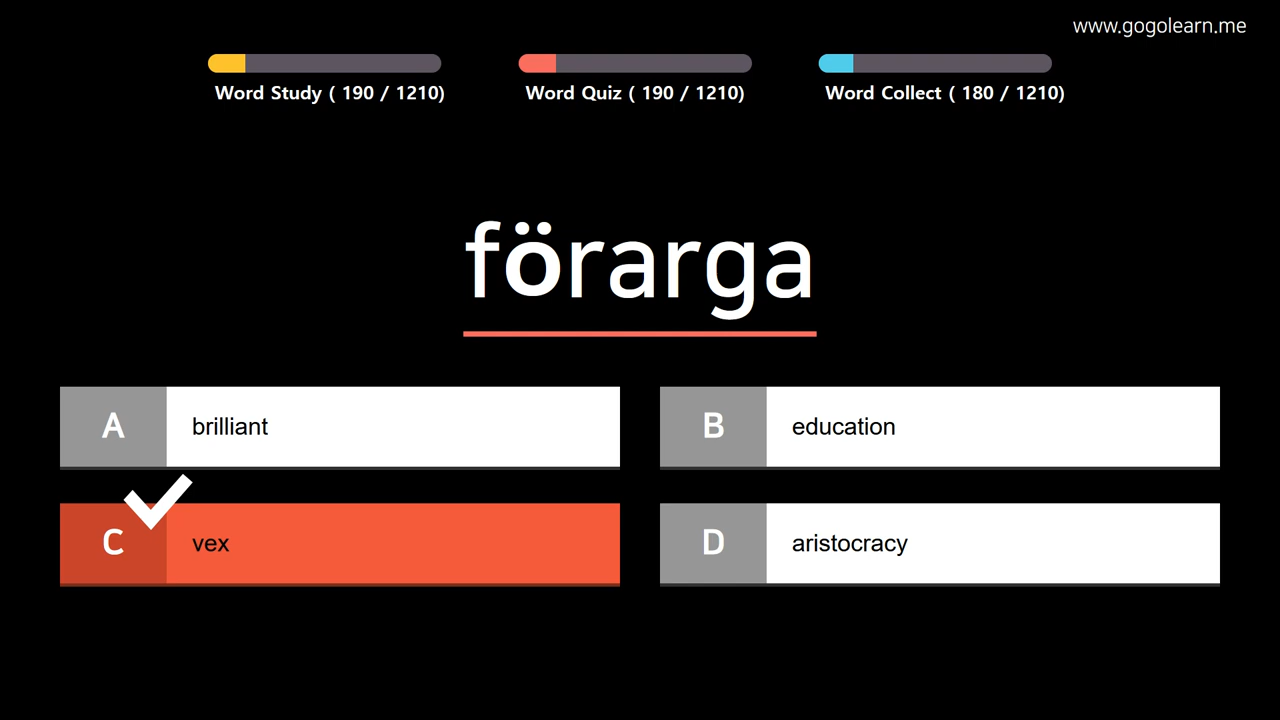 www.gogolearn.me
Word Study ( 190 / 1210)
Word Quiz ( 190 / 1210)
Word Collect ( 180 / 1210)
förarga
A brilliant
B education
C vex
D aristocracy